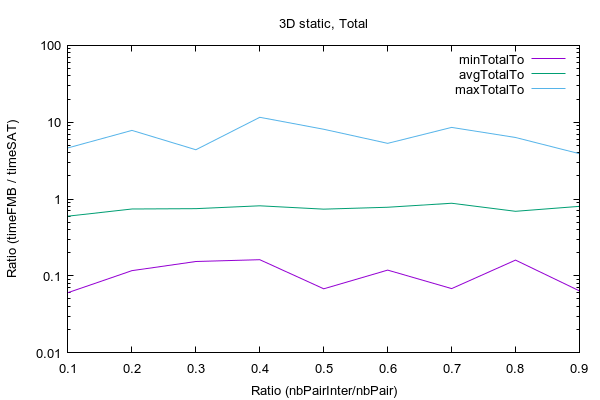 3D static, Total
100
10
1
0.1
0.01
Ratio (timeFMB / timeSAT)
minTotalTo
avgTotalTo
maxTotalTo
0.1 0.2 0.3 0.4 0.5 0.6 0.7 0.8 0.9
Ratio (nbPairInter/nbPair)